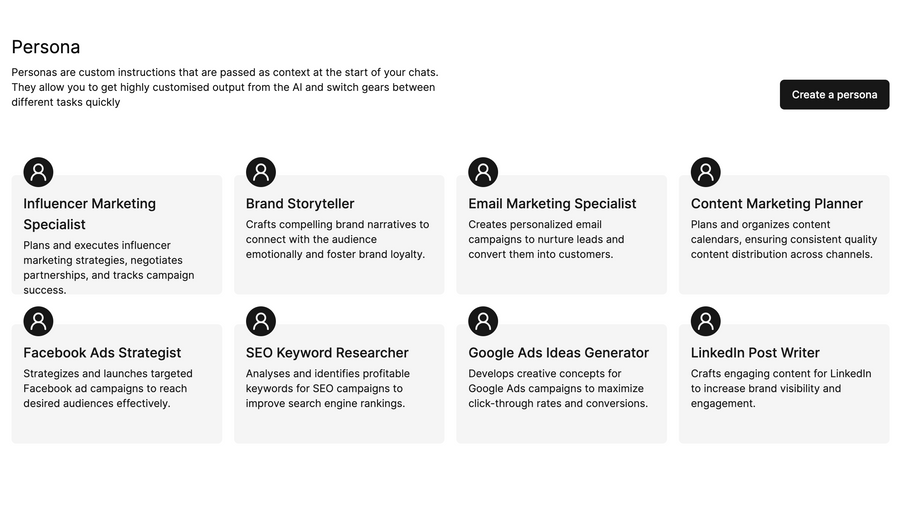 Persona
Personas are custom instructions that are passed as context at the start of your chats.
They allow you to get highly customised output from the AI and switch gears between
different tasks quickly
Create a persona
Influencer Marketing
Specialist
Plans and executes influencer
marketing strategies, negotiates
partnerships, and tracks campaign
success.
Brand Storyteller
Crafts compelling brand narratives to
connect with the audience
emotionally and foster brand loyalty.
Email Marketing Specialist
Creates personalized email
campaigns to nurture leads and
convert them into customers.
Content Marketing Planner
Plans and organizes content
calendars, ensuring consistent quality
content distribution across channels.
Facebook Ads Strategist
Strategizes and launches targeted
Facebook ad campaigns to reach
desired audiences effectively.
SEO Keyword Researcher
Analyses and identifies profitable
keywords for SEO campaigns to
improve search engine rankings.
Google Ads Ideas Generator
Develops creative concepts for
Google Ads campaigns to maximize
click-through rates and conversions.
LinkedIn Post Writer
Crafts engaging content for LinkedIn
to increase brand visibility and
engagement.